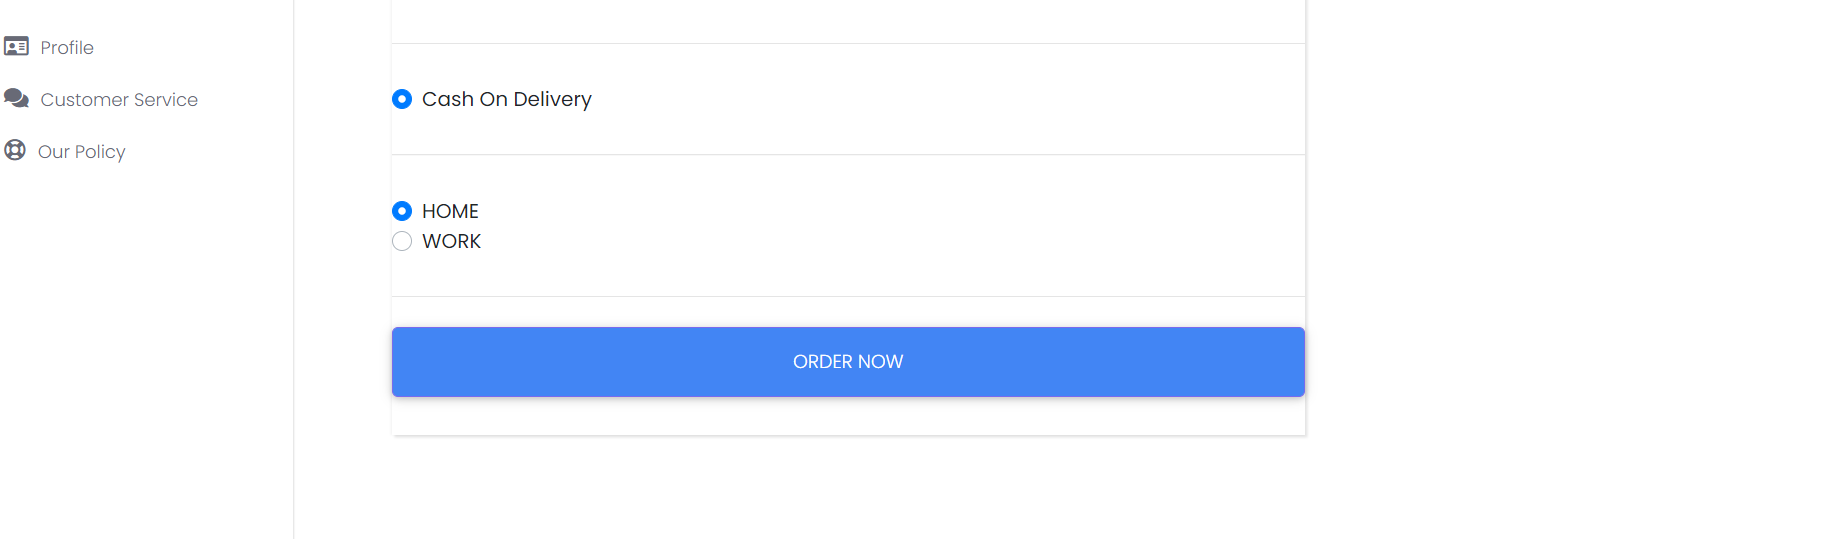 Profile
Customer Service
Our Policy
Cash On Delivery
HOME
WORK
ORDER NOW